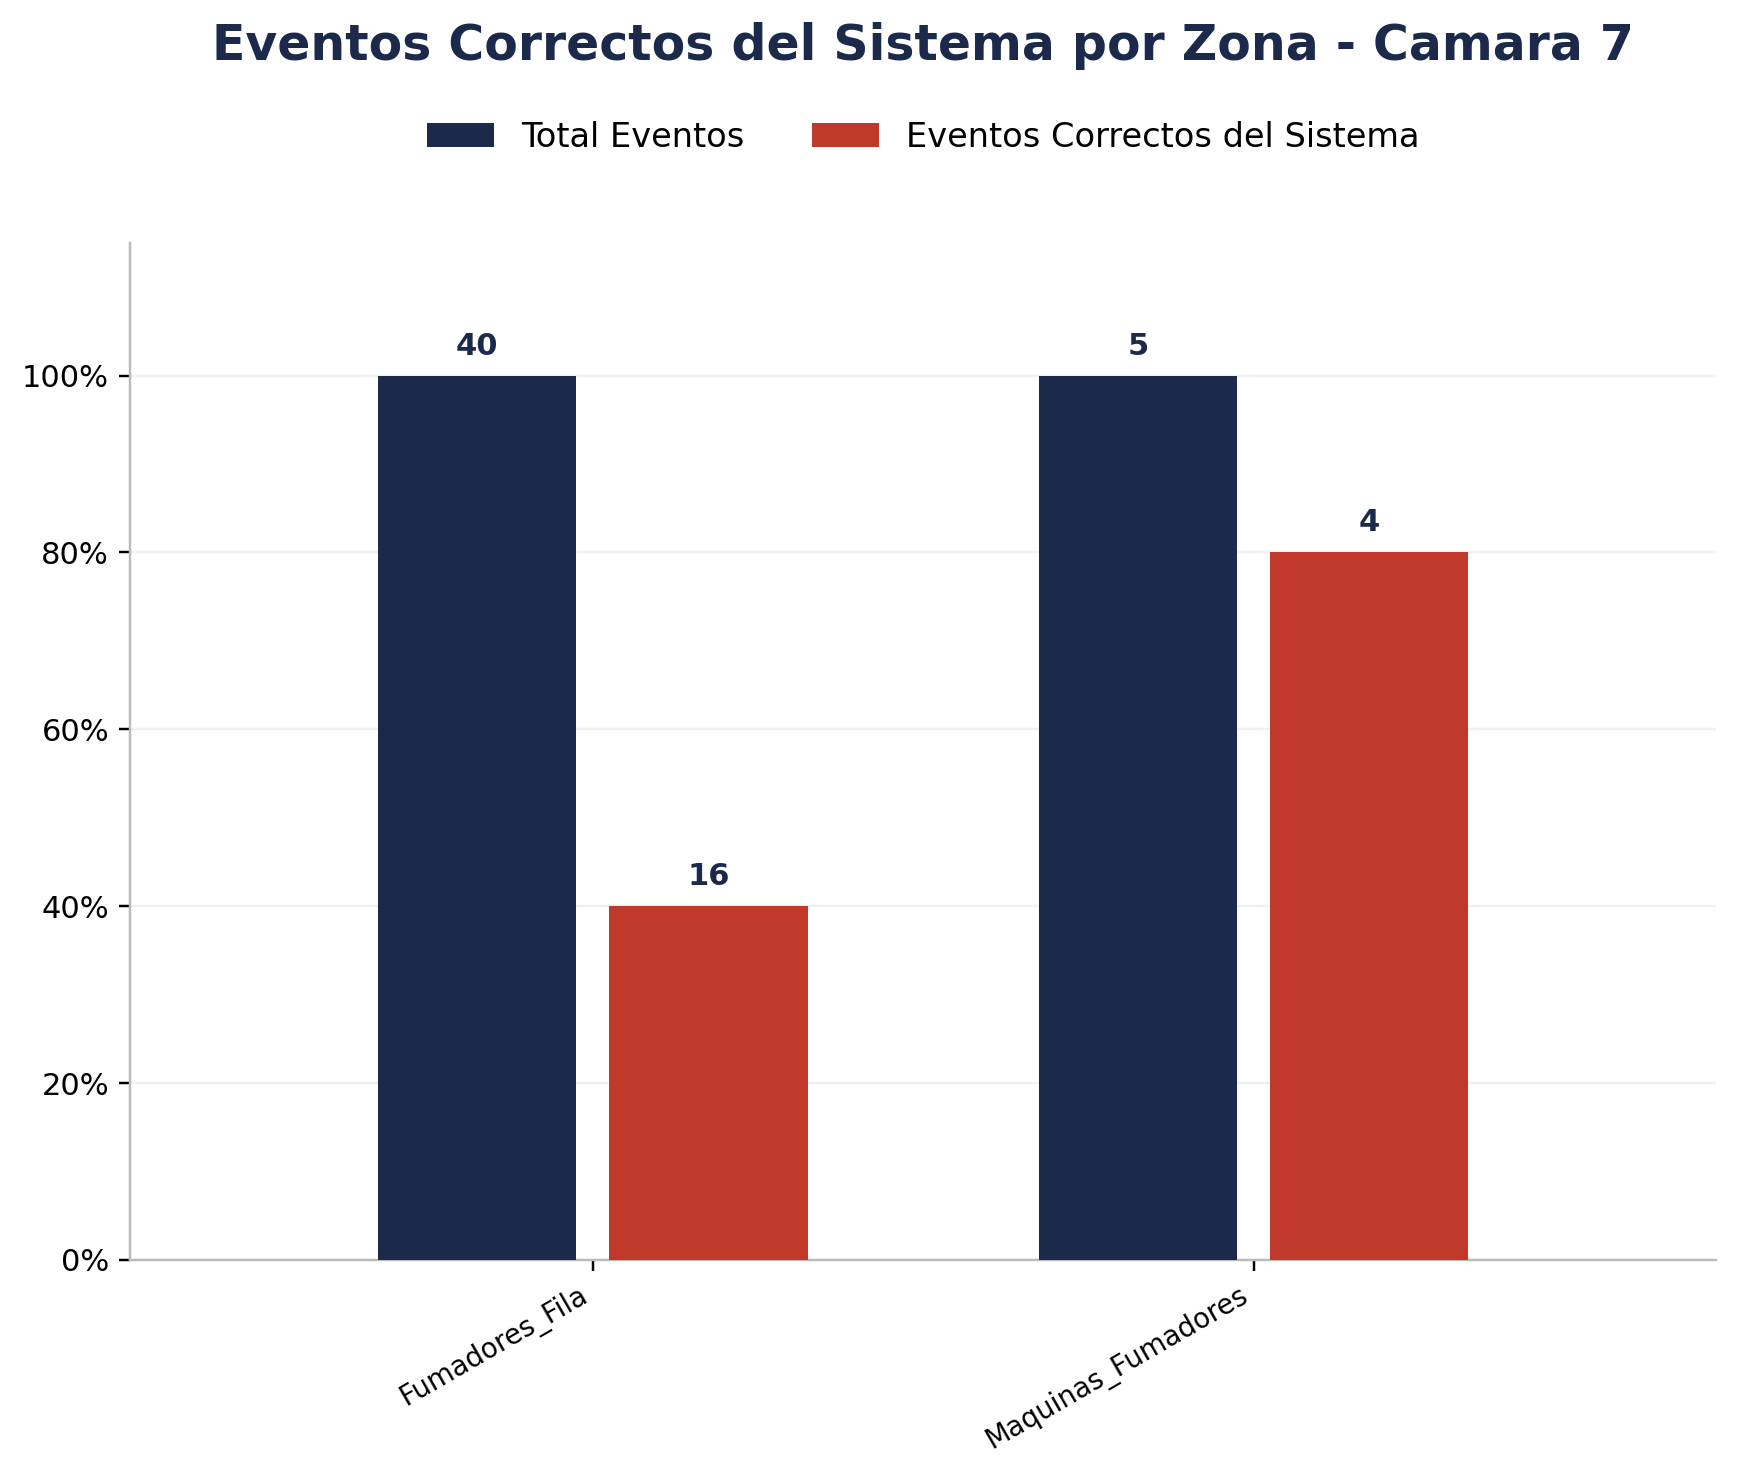 Eventos Correctos del Sistema por Zona - Camara 7
Total Eventos
Eventos Correctos del Sistema
40
5
100%
4
80%
60%
16
40%
20%
0%
Fumadores_Fila
Maquinas_Fumadores